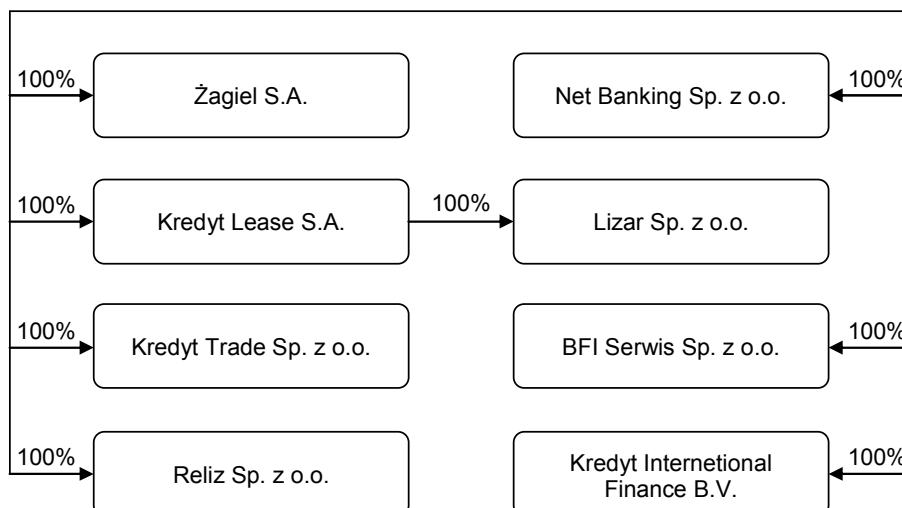 100%
Żagiel S.A.
Net Banking Sp. z o.o.
100%
100%
Kredyt Lease S.A.
100%
Lizar Sp. z o.o.
100%
Kredyt Trade Sp. z o.o.
BFI Serwis Sp. z o.o.
100%
100%
Reliz Sp. z o.o.
Kredyt Internetional
Finance B.V.
100%